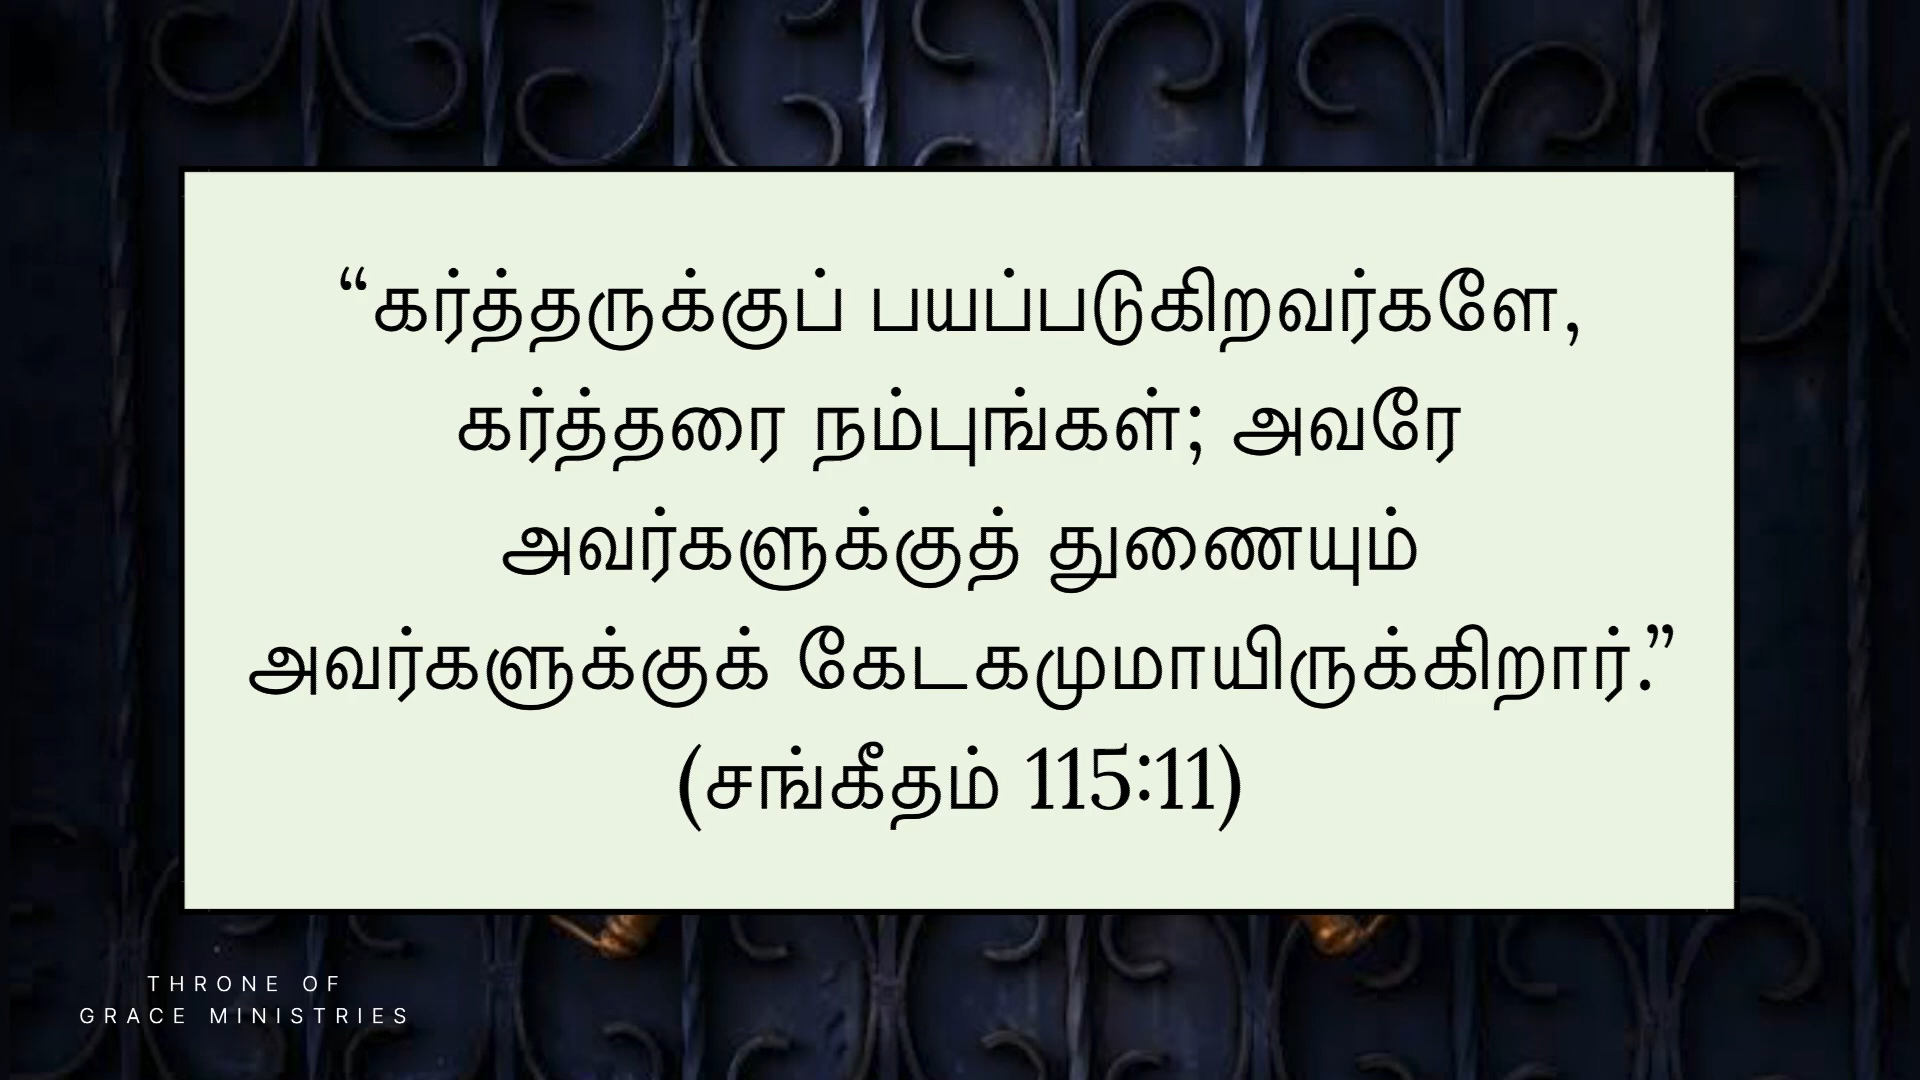 “கர்த்தருக்குப் பயப்படுகிறவர்களே,
கர்த்தரை நம்புங்கள்; அவரே
அவர்களுக்குத் துணையும்
அவர்களுக்குக் கேடகமுமாயிருக்கிறார்.”
(சங்கீதம் 115:11)
THRONE OF
GRACE MINISTRIES